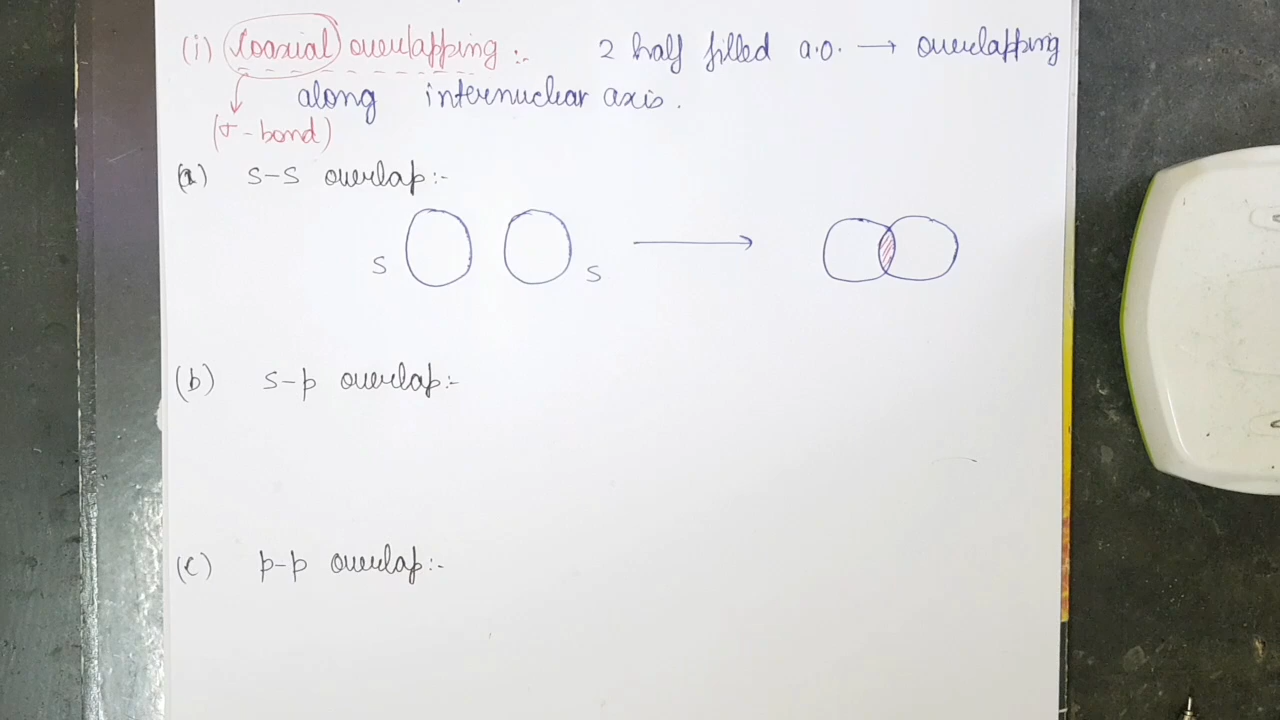 (i) Coaxial overlapping :- 2 half filled a.o. → overlapping
along internuclear axis.
(σ-bond)
(a) s-s overlap:-
s s
(b) s-p overlap:-
(c) p-p overlap:-